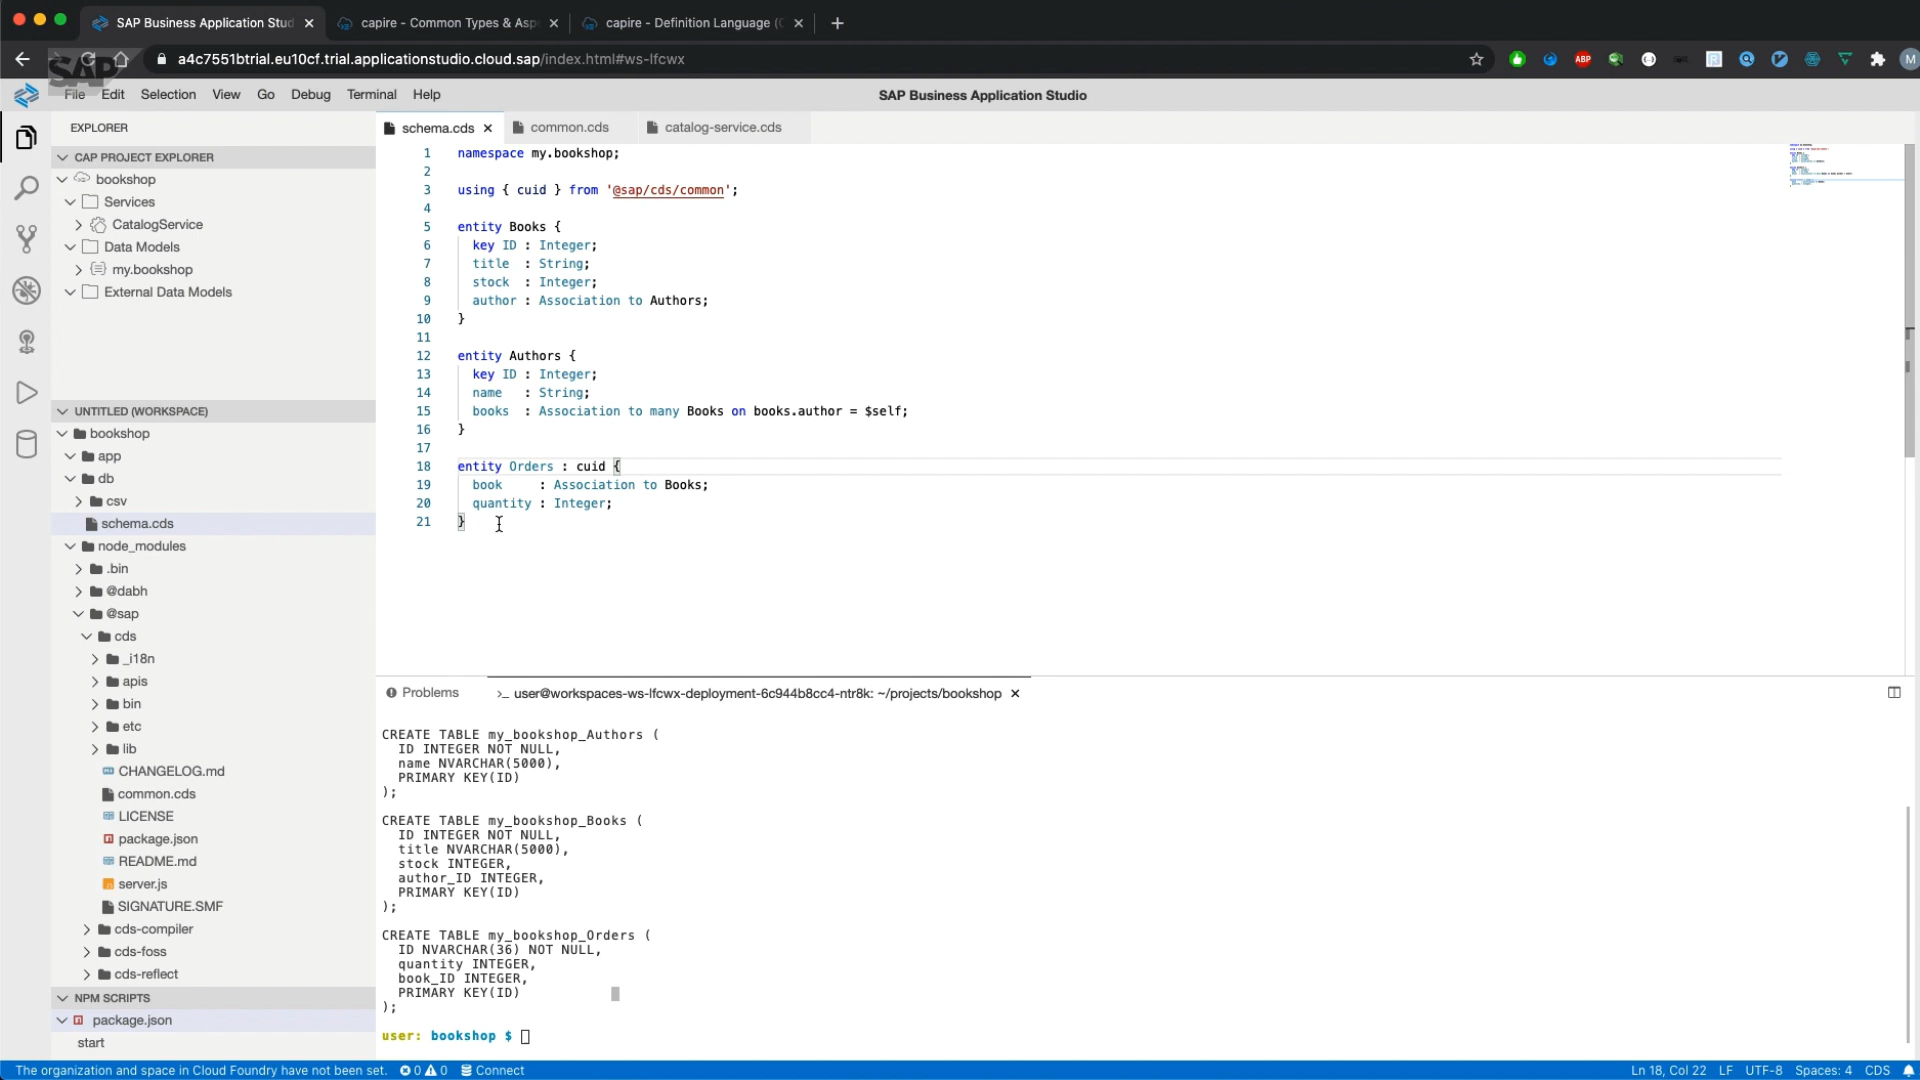 SAP Business Application Stud
capire - Common Types & Asp
capire - Definition Language (
a4c7551btrial.eu10cf.trial.applicationstudio.cloud.sap/index.html#ws-lfcwx
ABP
M
SAP
File Edit Selection View Go Debug Terminal Help
SAP Business Application Studio
EXPLORER
CAP PROJECT EXPLORER
bookshop
Services
CatalogService
Data Models
my.bookshop
External Data Models
UNTITLED (WORKSPACE)
bookshop
app
db
csv
schema.cds
node_modules
.bin
@dabh
@sap
cds
_i18n
apis
bin
etc
lib
CHANGELOG.md
common.cds
LICENSE
package.json
README.md
server.js
SIGNATURE.SMF
cds-compiler
cds-foss
cds-reflect
NPM SCRIPTS
package.json
start
schema.cds
common.cds
catalog-service.cds
1 namespace my.bookshop;
2
3 using { cuid } from '@sap/cds/common';
4
5 entity Books {
6 key ID : Integer;
7 title : String;
8 stock : Integer;
9 author : Association to Authors;
10 }
11
12 entity Authors {
13 key ID : Integer;
14 name : String;
15 books : Association to many Books on books.author = $self;
16 }
17
18 entity Orders : cuid {
19 book : Association to Books;
20 quantity : Integer;
21 }
Problems
>_ user@workspaces-ws-lfcwx-deployment-6c944b8cc4-ntr8k: ~/projects/bookshop
CREATE TABLE my_bookshop_Authors (
ID INTEGER NOT NULL,
name NVARCHAR(5000),
PRIMARY KEY(ID)
);
CREATE TABLE my_bookshop_Books (
ID INTEGER NOT NULL,
title NVARCHAR(5000),
stock INTEGER,
author_ID INTEGER,
PRIMARY KEY(ID)
);
CREATE TABLE my_bookshop_Orders (
ID NVARCHAR(36) NOT NULL,
quantity INTEGER,
book_ID INTEGER,
PRIMARY KEY(ID)
);
user: bookshop $
The organization and space in Cloud Foundry have not been set. 0 0 Connect
Ln 18, Col 22 LF UTF-8 Spaces: 4 CDS